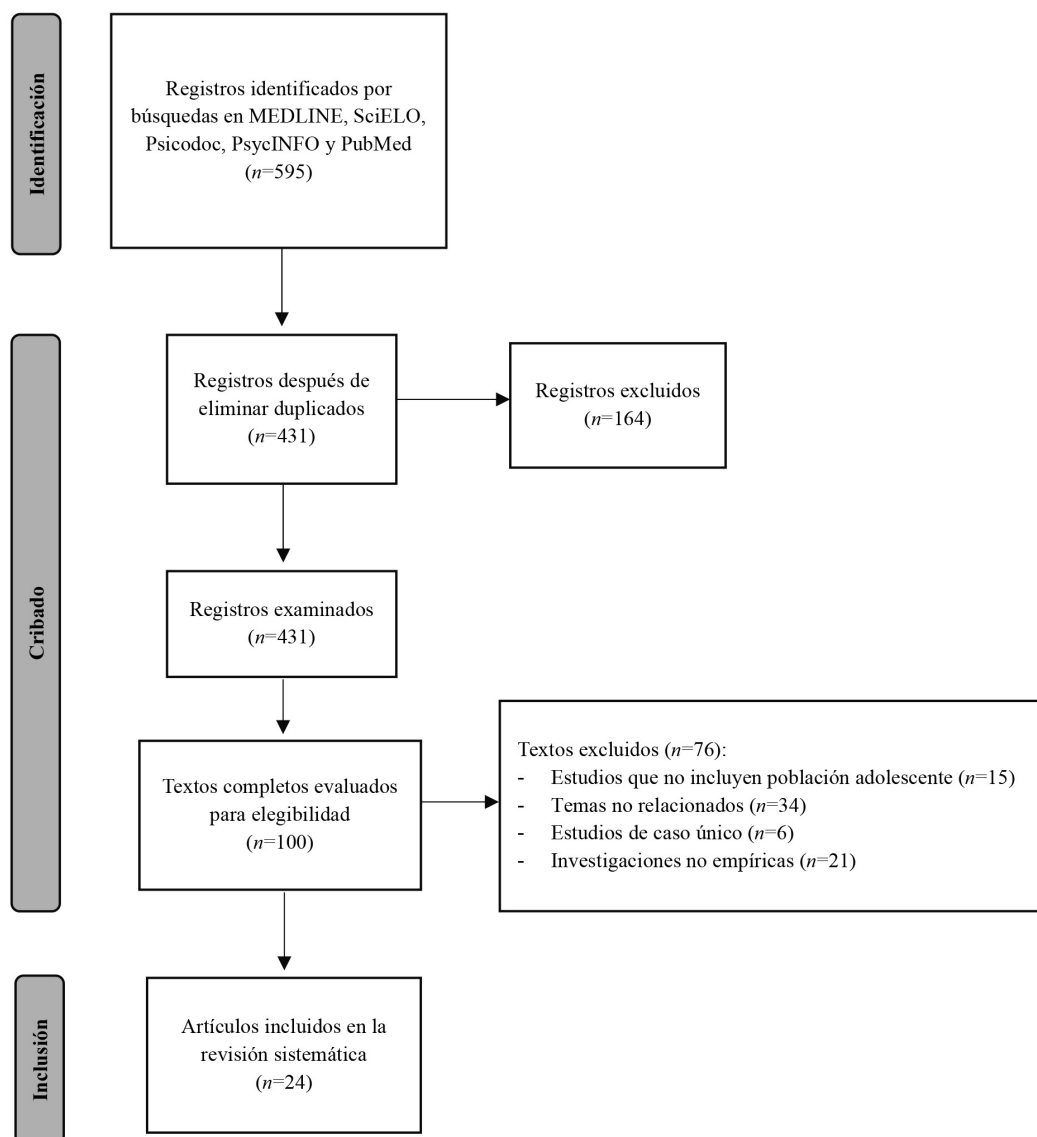 Identificación
Registros identificados por
búsquedas en MEDLINE, SciELO,
Psicodoc, PsycINFO y PubMed
(n=595)
Cribado
Registros después de
eliminar duplicados
(n=431)
Registros excluidos
(n=164)
Registros examinados
(n=431)
Textos completos evaluados
para elegibilidad
(n=100)
Textos excluidos (n=76):
- Estudios que no incluyen población adolescente (n=15)
- Temas no relacionados (n=34)
- Estudios de caso único (n=6)
- Investigaciones no empíricas (n=21)
Inclusión
Artículos incluidos en la
revisión sistemática
(n=24)